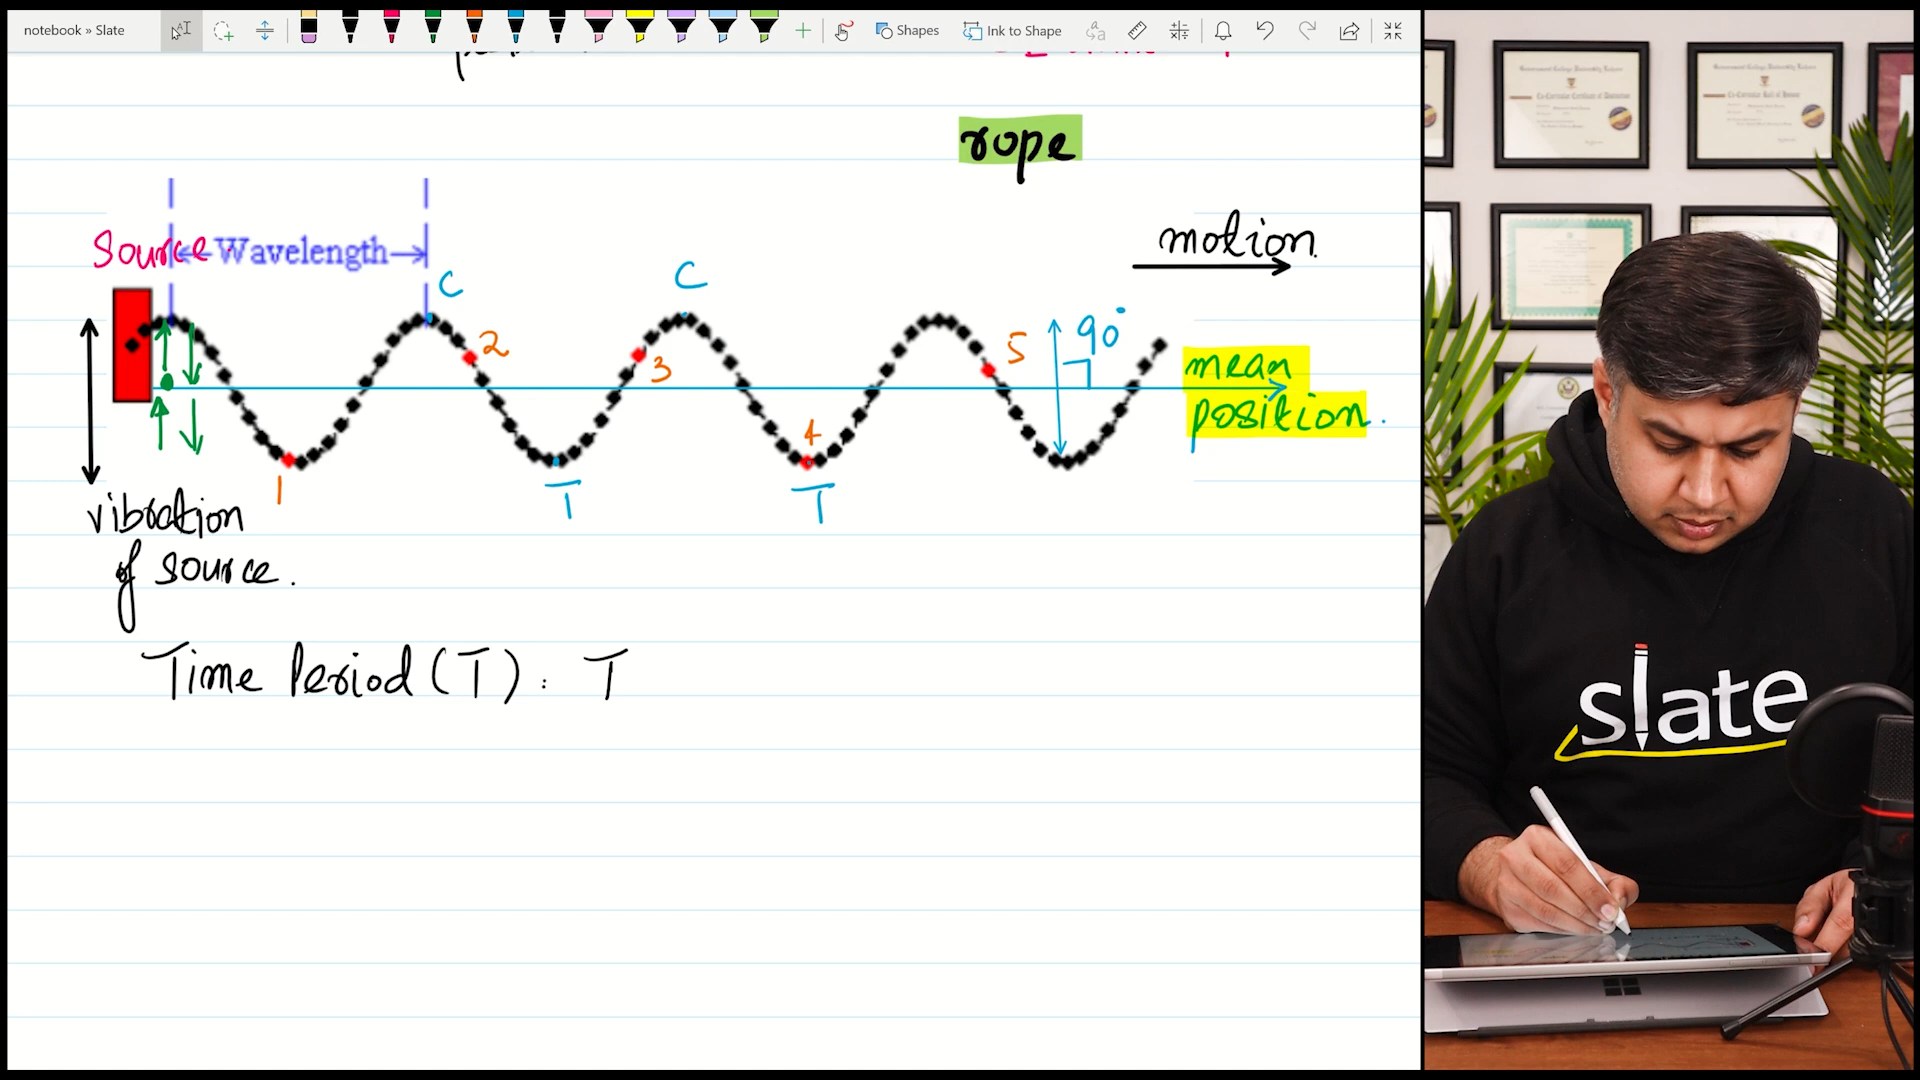 notebook » Slate
Shapes
Ink to Shape
rope
motion.
Source
Wavelength
C
C
2
3
5
90°
mean
position.
4
1
T
T
vibration
of source.
Time Period (T) : T
slate